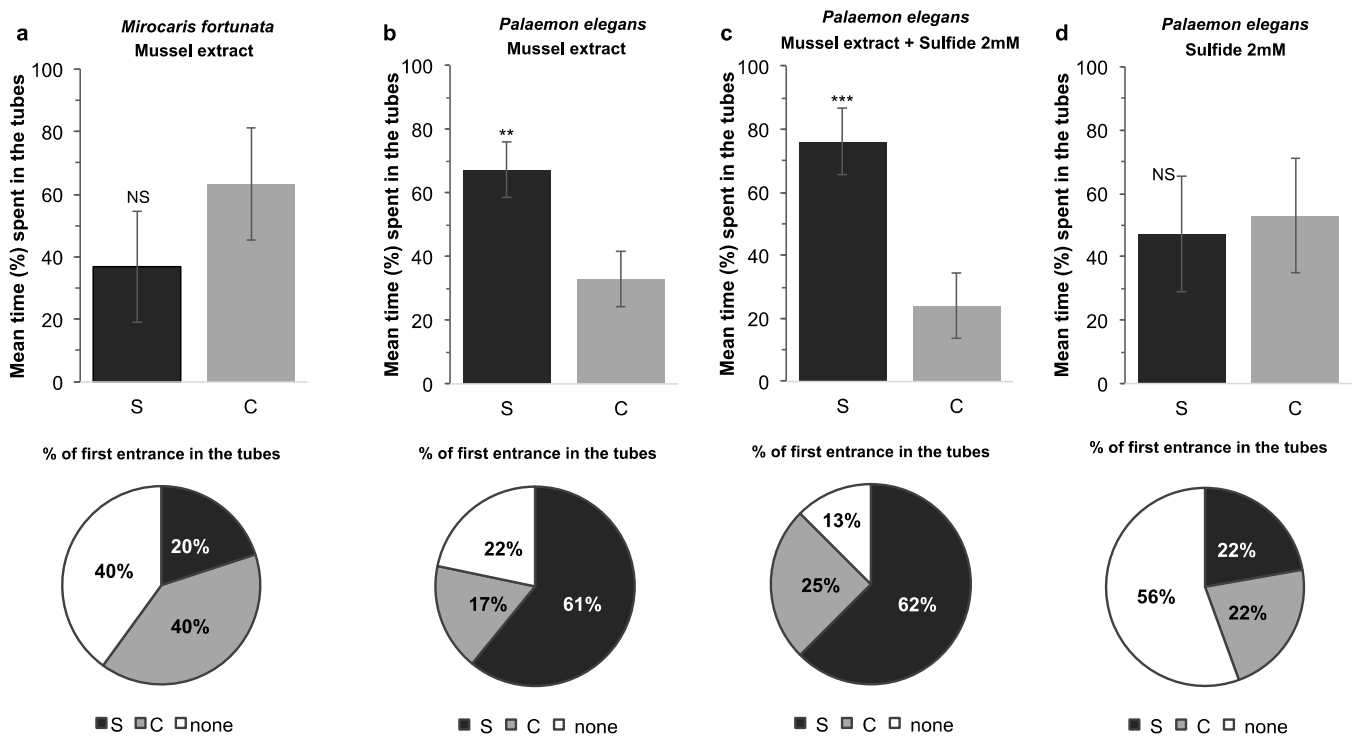 a
Mirocaris fortunata
Mussel extract
Mean time (%) spent in the tubes
100
80
60
40
20
0
NS
S
C
% of first entrance in the tubes
20%
40%
40%
S C none
b
Palaemon elegans
Mussel extract
Mean time (%) spent in the tubes
100
80
60
40
20
0
**
S
C
% of first entrance in the tubes
61%
17%
22%
S C none
c
Palaemon elegans
Mussel extract + Sulfide 2mM
Mean time (%) spent in the tubes
100
80
60
40
20
0
***
S
C
% of first entrance in the tubes
62%
25%
13%
S C none
d
Palaemon elegans
Sulfide 2mM
Mean time (%) spent in the tubes
100
80
60
40
20
0
NS
S
C
% of first entrance in the tubes
22%
22%
56%
S C none